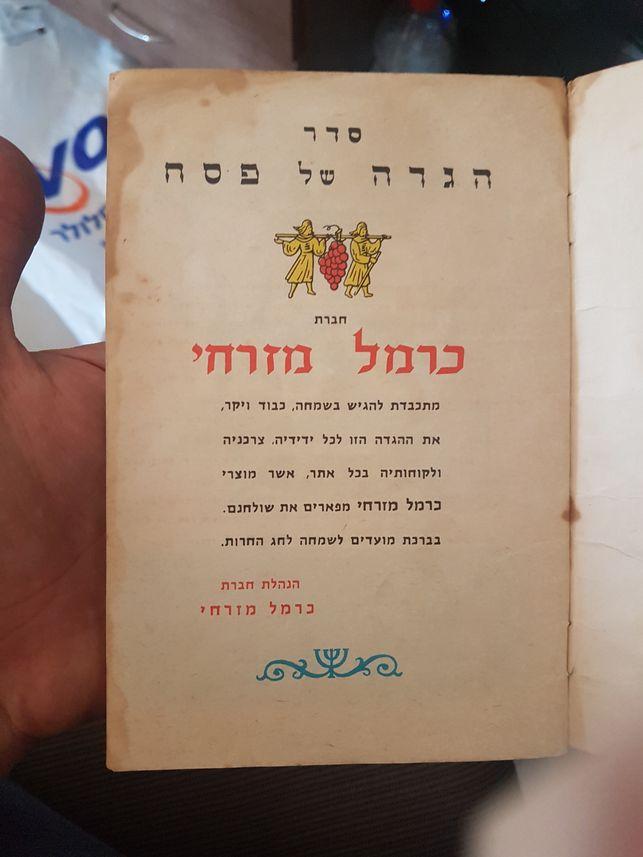 סדר
הגדה של פסח
חברת
כרמל מזרחי
מתכבדת להגיש בשמחה, כבוד ויקר,
את ההגדה הזו לכל ידידיה, צרכניה
ולקוחותיה בכל אתר, אשר מוצרי
כרמל מזרחי מפארים את שולחנם.
בברכת מועדים לשמחה לחג החרות.
הנהלת חברת
כרמל מזרחי